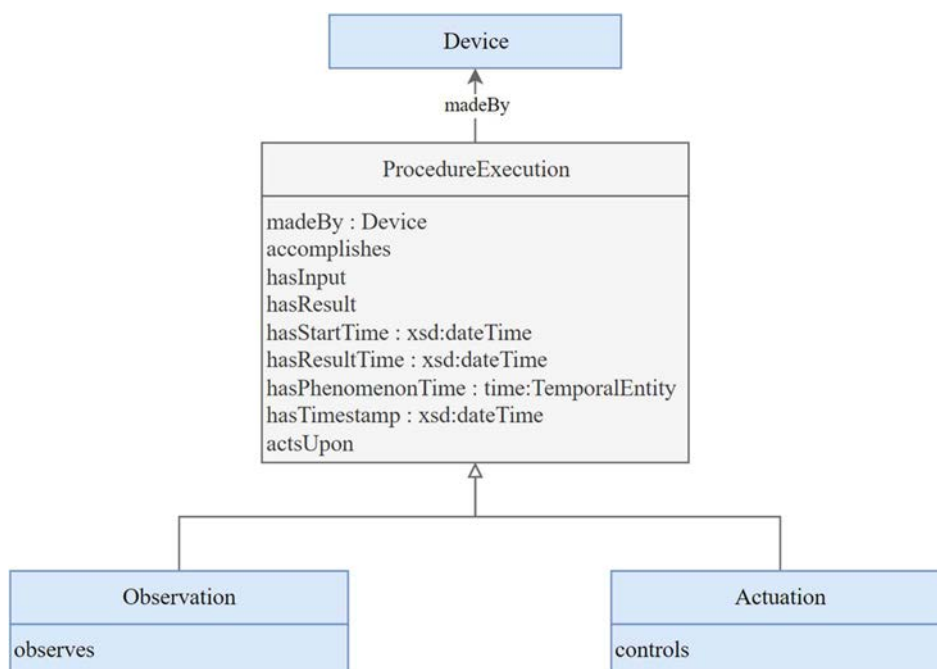 Device
madeBy
ProcedureExecution
madeBy : Device
accomplishes
hasInput
hasResult
hasStartTime : xsd:dateTime
hasResultTime : xsd:dateTime
hasPhenomenonTime : time:TemporalEntity
hasTimestamp : xsd:dateTime
actsUpon
Observation
observes
Actuation
controls